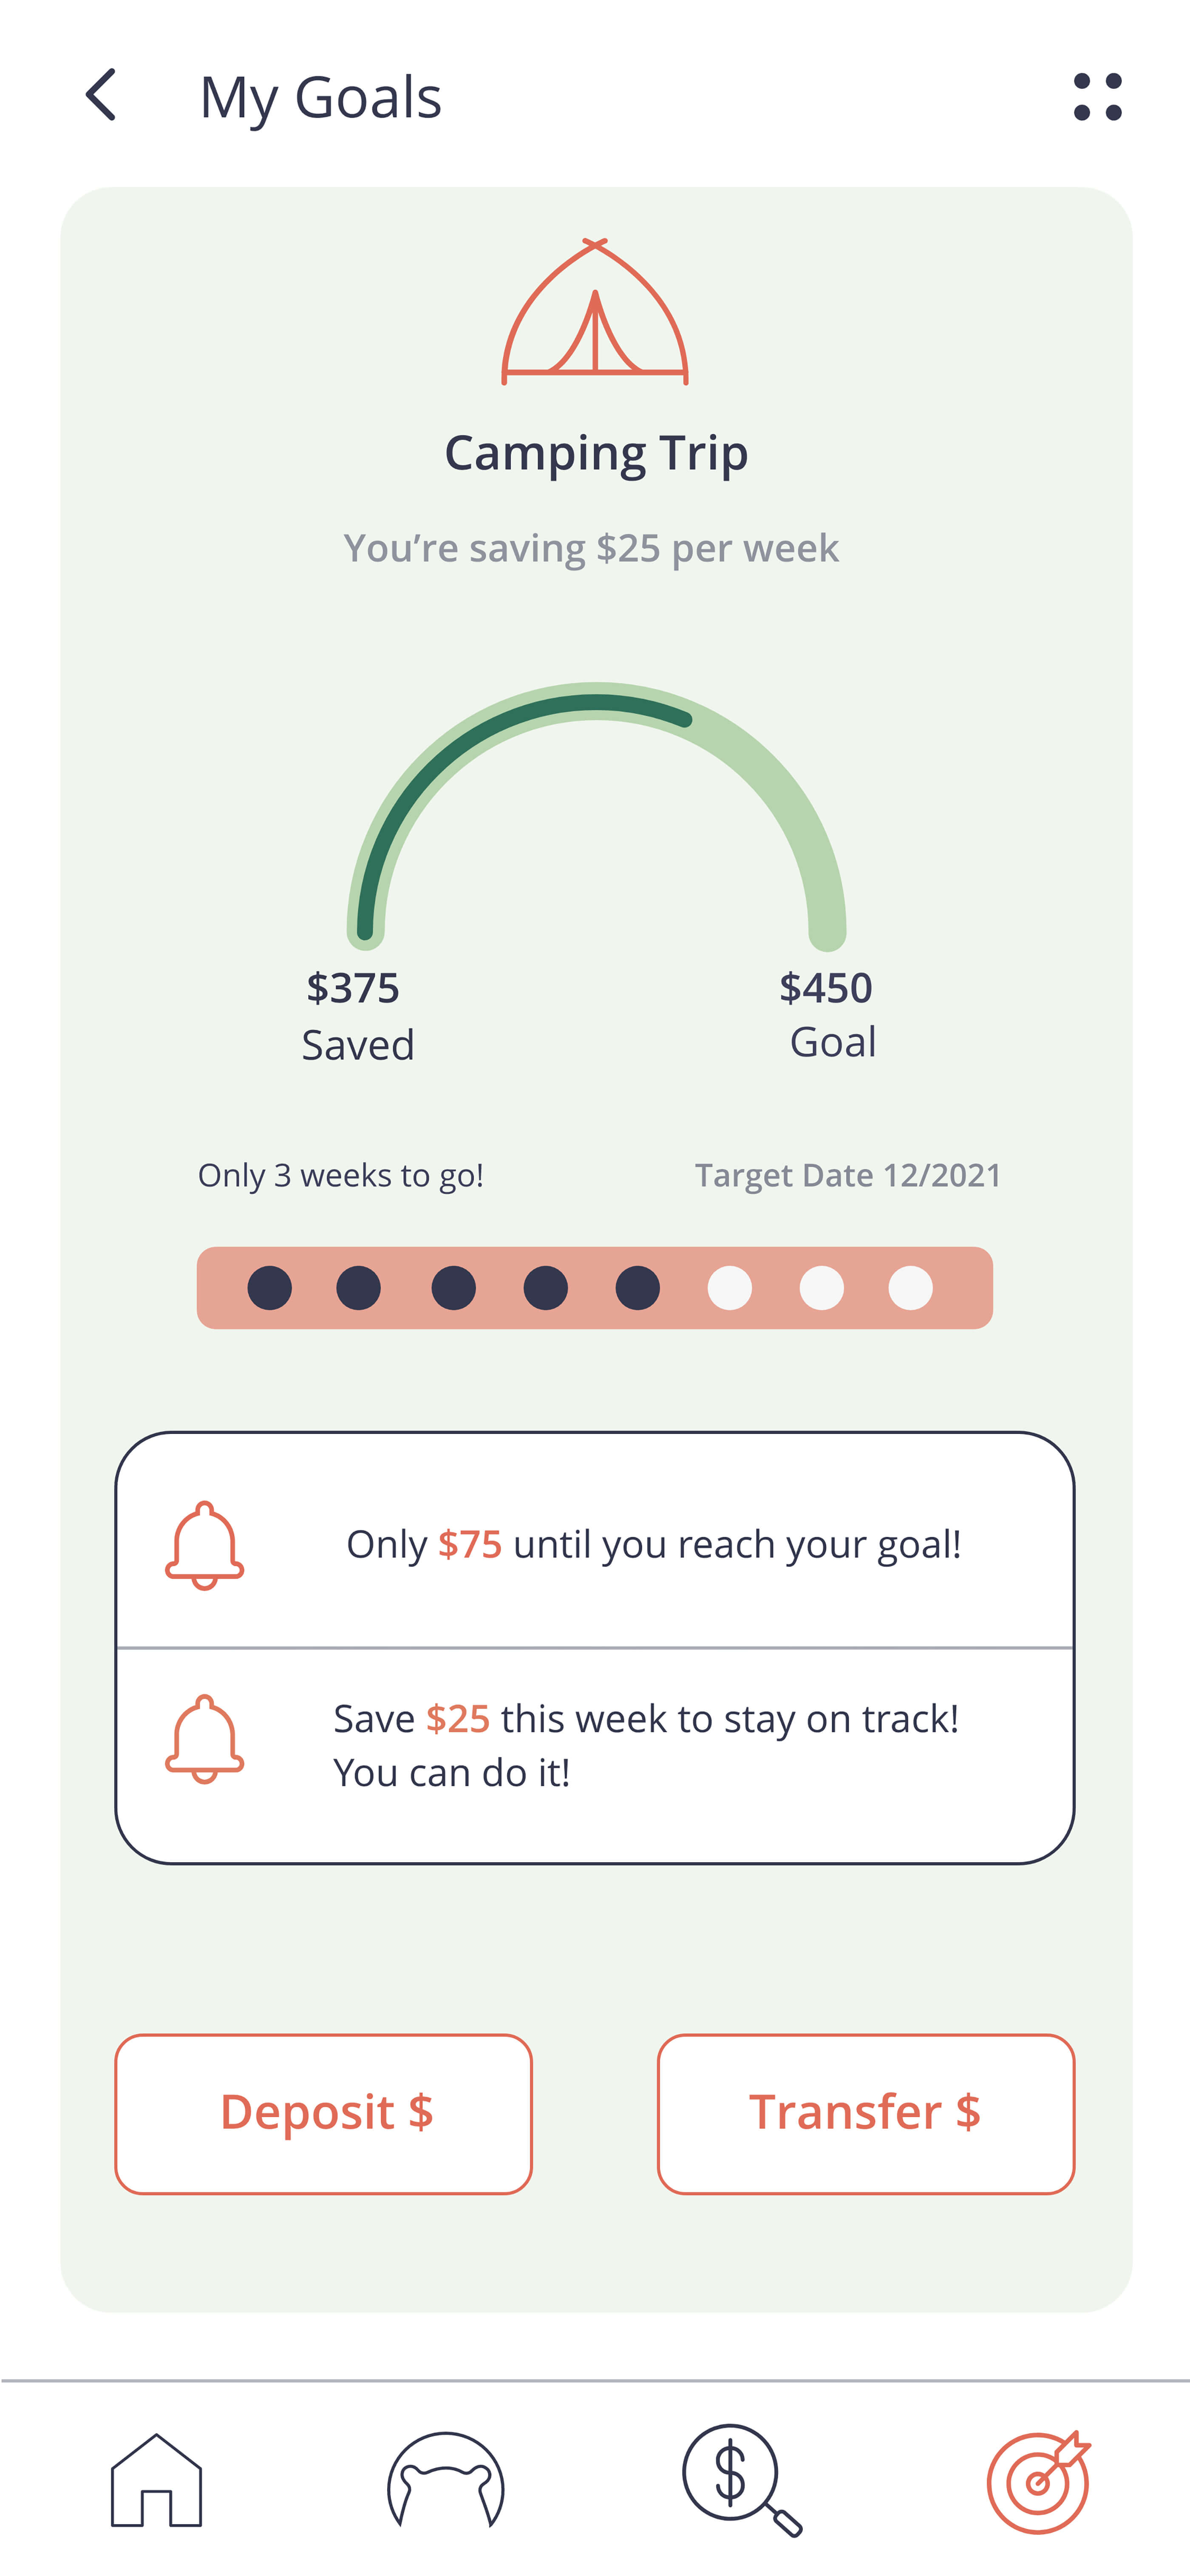 My Goals
Camping Trip
You’re saving $25 per week
$375
$450
Saved
Goal
Only 3 weeks to go!
Target Date 12/2021
Only $75 until you reach your goal!
Save $25 this week to stay on track!
You can do it!
Deposit $
Transfer $
$